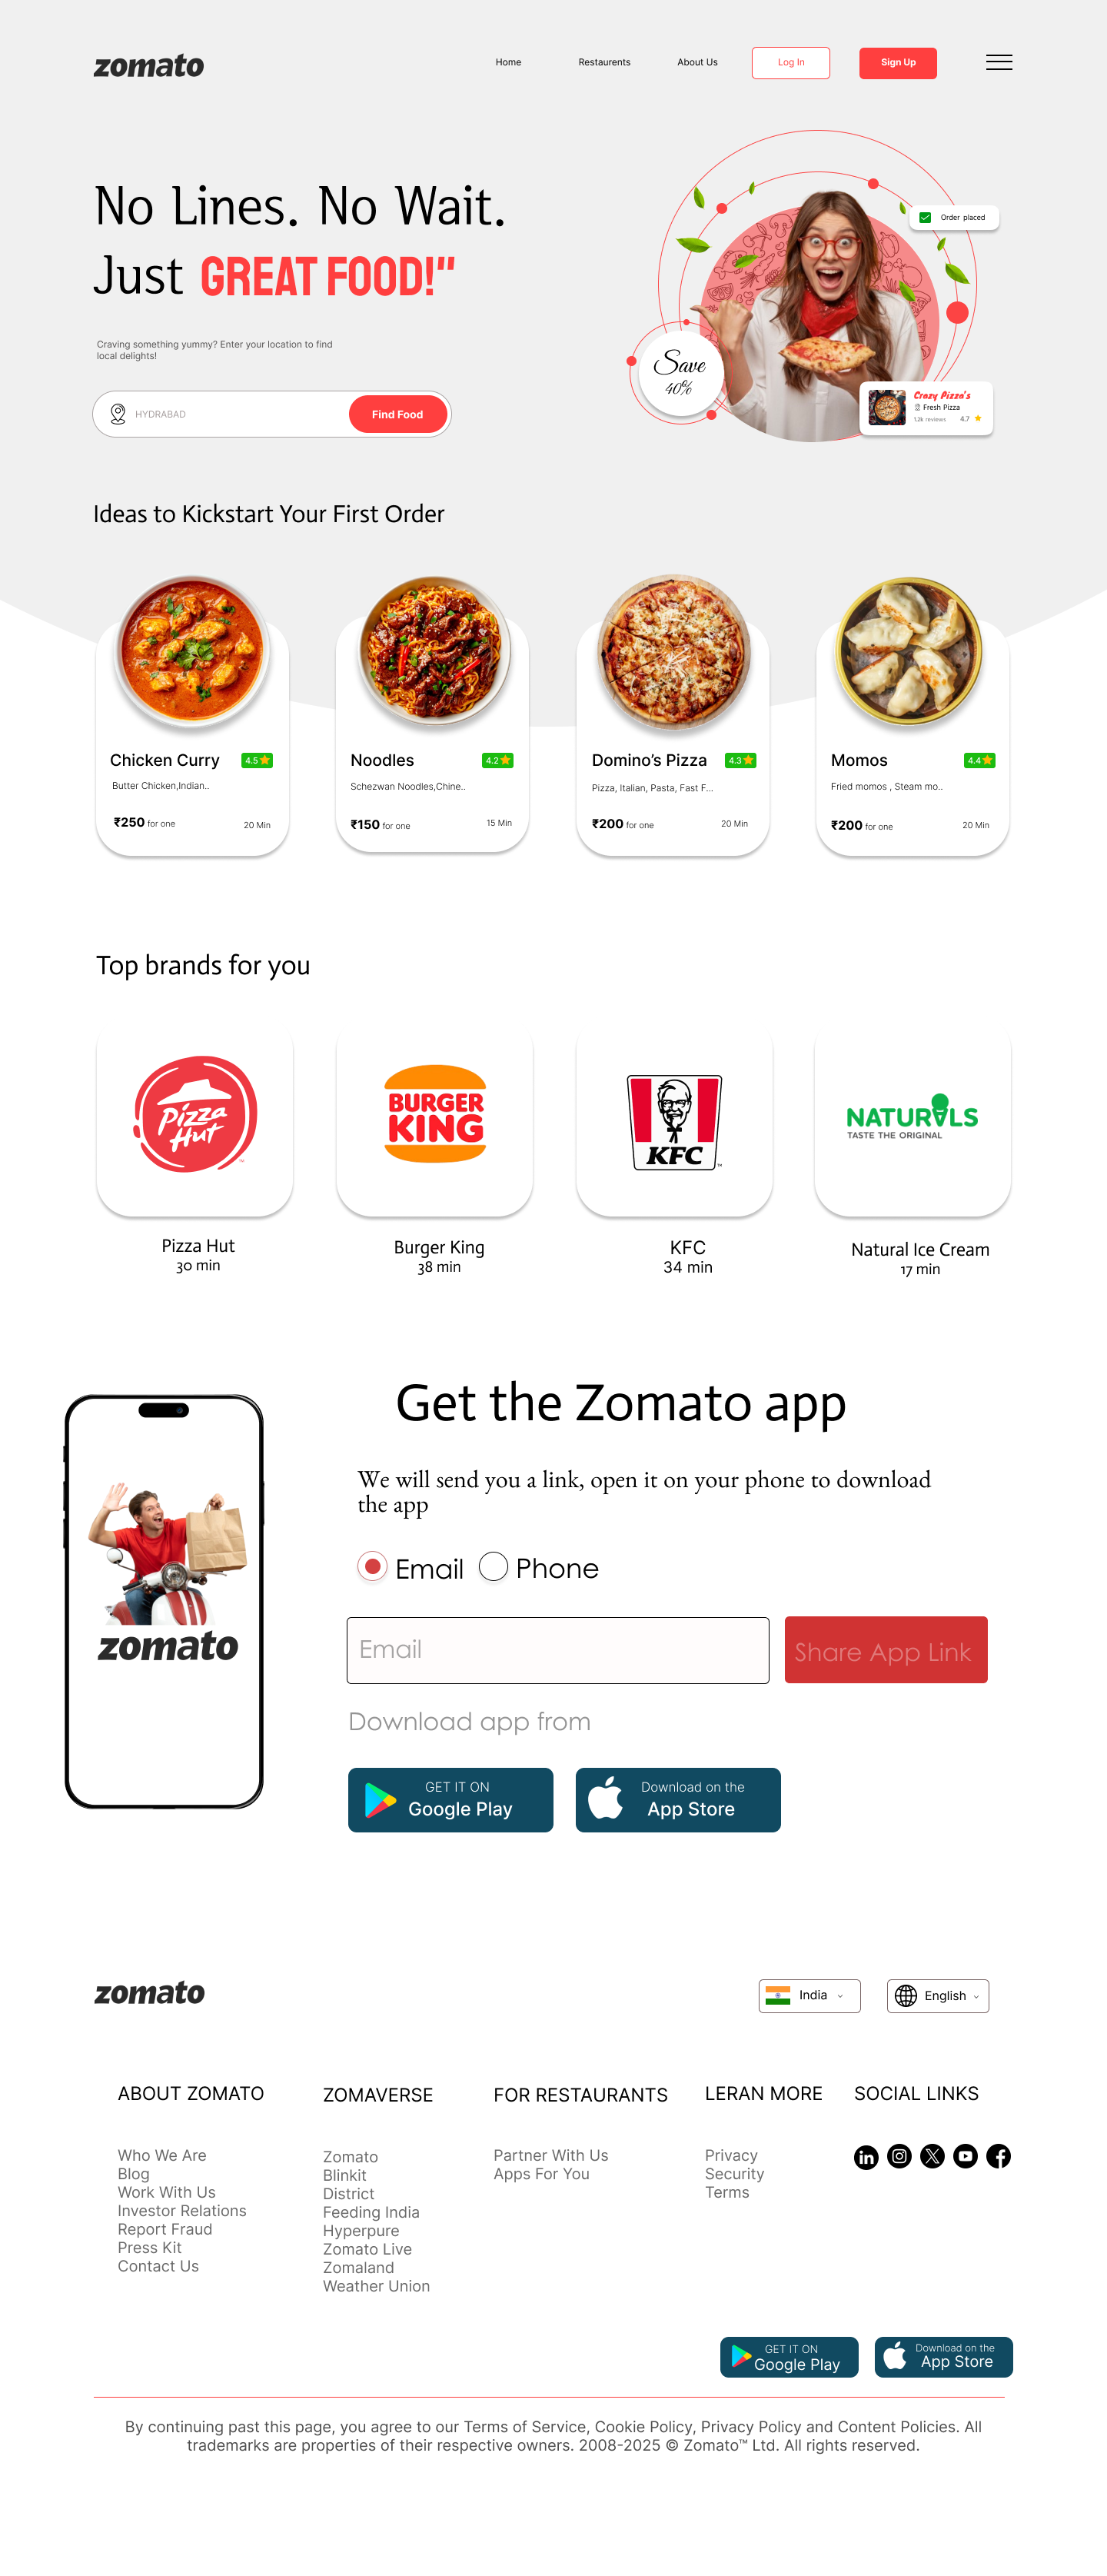 zomato
Home
Restaurents
About Us
Log In
Sign Up
No Lines. No Wait.
Just GREAT FOOD!"
Order placed
Craving something yummy? Enter your location to find
local delights!
Save
40%
HYDRABAD
Find Food
Crazy Pizza's
Fresh Pizza
1.2k reviews 4.7
Ideas to Kickstart Your First Order
Chicken Curry 4.5
Butter Chicken,Indian..
₹250 for one 20 Min
Noodles 4.2
Schezwan Noodles,Chine..
₹150 for one 15 Min
Domino's Pizza 4.3
Pizza, Italian, Pasta, Fast F...
₹200 for one 20 Min
Momos 4.4
Fried momos , Steam mo..
₹200 for one 20 Min
Top brands for you
Pizza
Hut
™
BURGER
KING
KFC
™
NATURALS
TASTE THE ORIGINAL
Pizza Hut
30 min
Burger King
38 min
KFC
34 min
Natural Ice Cream
17 min
Get the Zomato app
We will send you a link, open it on your phone to download
the app
Email Phone
Email
Share App Link
Download app from
GET IT ON
Google Play
Download on the
App Store
zomato
zomato
India
English
ABOUT ZOMATO
Who We Are
Blog
Work With Us
Investor Relations
Report Fraud
Press Kit
Contact Us
ZOMAVERSE
Zomato
Blinkit
District
Feeding India
Hyperpure
Zomato Live
Zomaland
Weather Union
FOR RESTAURANTS
Partner With Us
Apps For You
LERAN MORE
Privacy
Security
Terms
SOCIAL LINKS
in
GET IT ON
Google Play
Download on the
App Store
By continuing past this page, you agree to our Terms of Service, Cookie Policy, Privacy Policy and Content Policies. All
trademarks are properties of their respective owners. 2008-2025 © Zomato™ Ltd. All rights reserved.